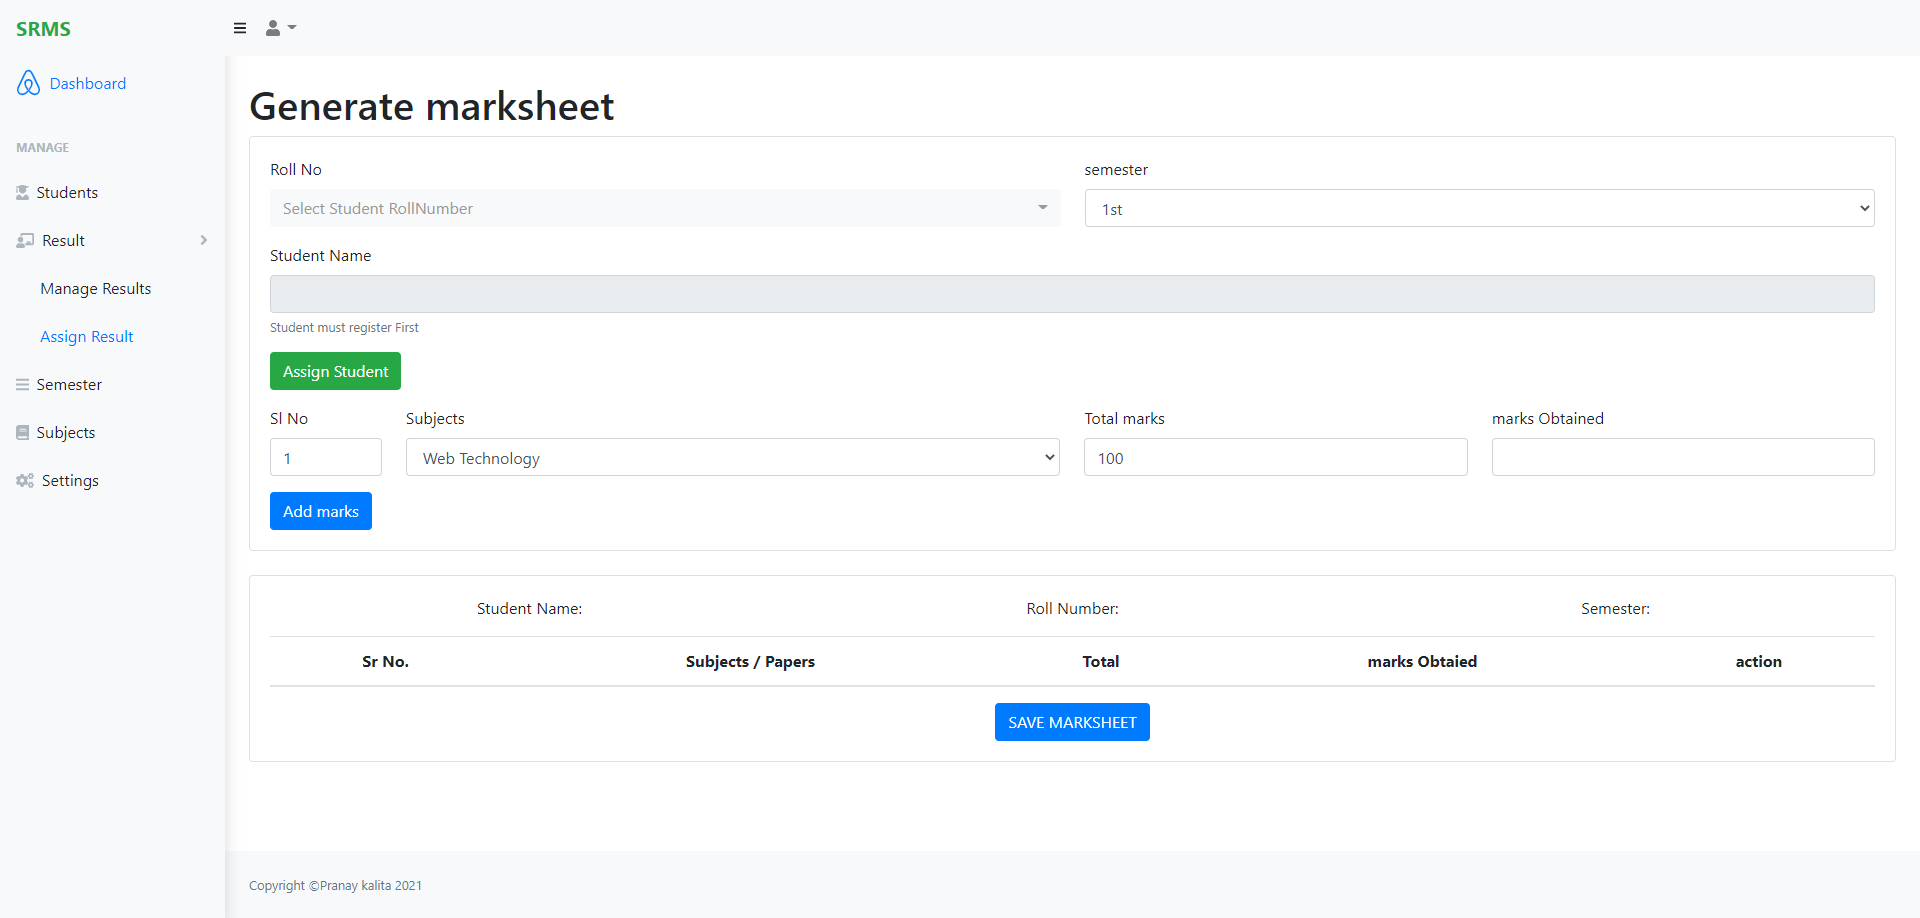 SRMS
Dashboard
MANAGE
Students
Result
Manage Results
Assign Result
Semester
Subjects
Settings
Generate marksheet
Roll No semester
Select Student RollNumber 1st
Student Name
Student must register First
Assign Student
Sl No Subjects Total marks marks Obtained
1 Web Technology 100
Add marks
Student Name: Roll Number: Semester:
Sr No. Subjects / Papers Total marks Obtaied action
SAVE MARKSHEET
Copyright ©Pranay kalita 2021